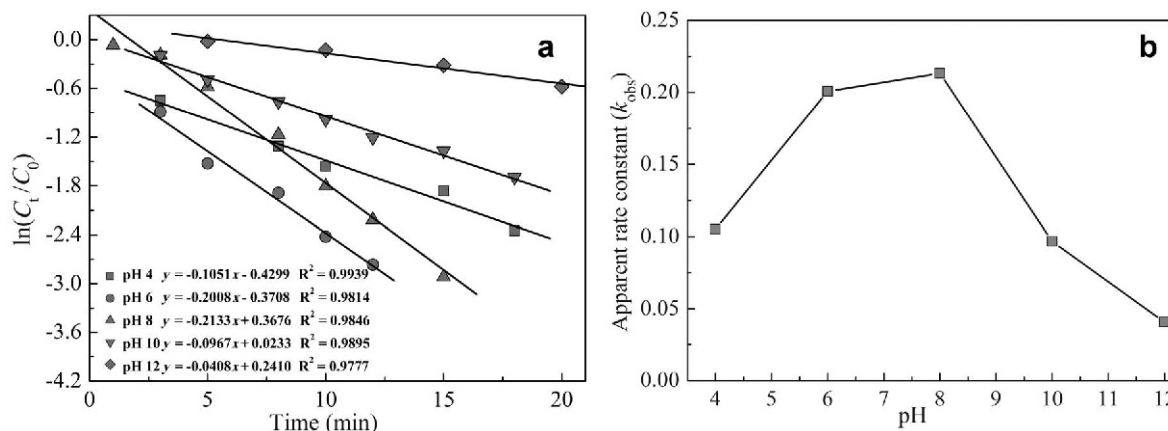 a
ln(Cₜ/C₀)
0.0
-0.6
-1.2
-1.8
-2.4
-3.0
-3.6
-4.2
pH 4 y = -0.1051x - 0.4299 R² = 0.9939
pH 6 y = -0.2008x - 0.3708 R² = 0.9814
pH 8 y = -0.2133x + 0.3676 R² = 0.9846
pH 10 y = -0.0967x + 0.0233 R² = 0.9895
pH 12 y = -0.0408x + 0.2410 R² = 0.9777
0 5 10 15 20
Time (min)
b
Apparent rate constant (k_obs)
0.25
0.20
0.15
0.10
0.05
0.00
4 5 6 7 8 9 10 11 12
pH